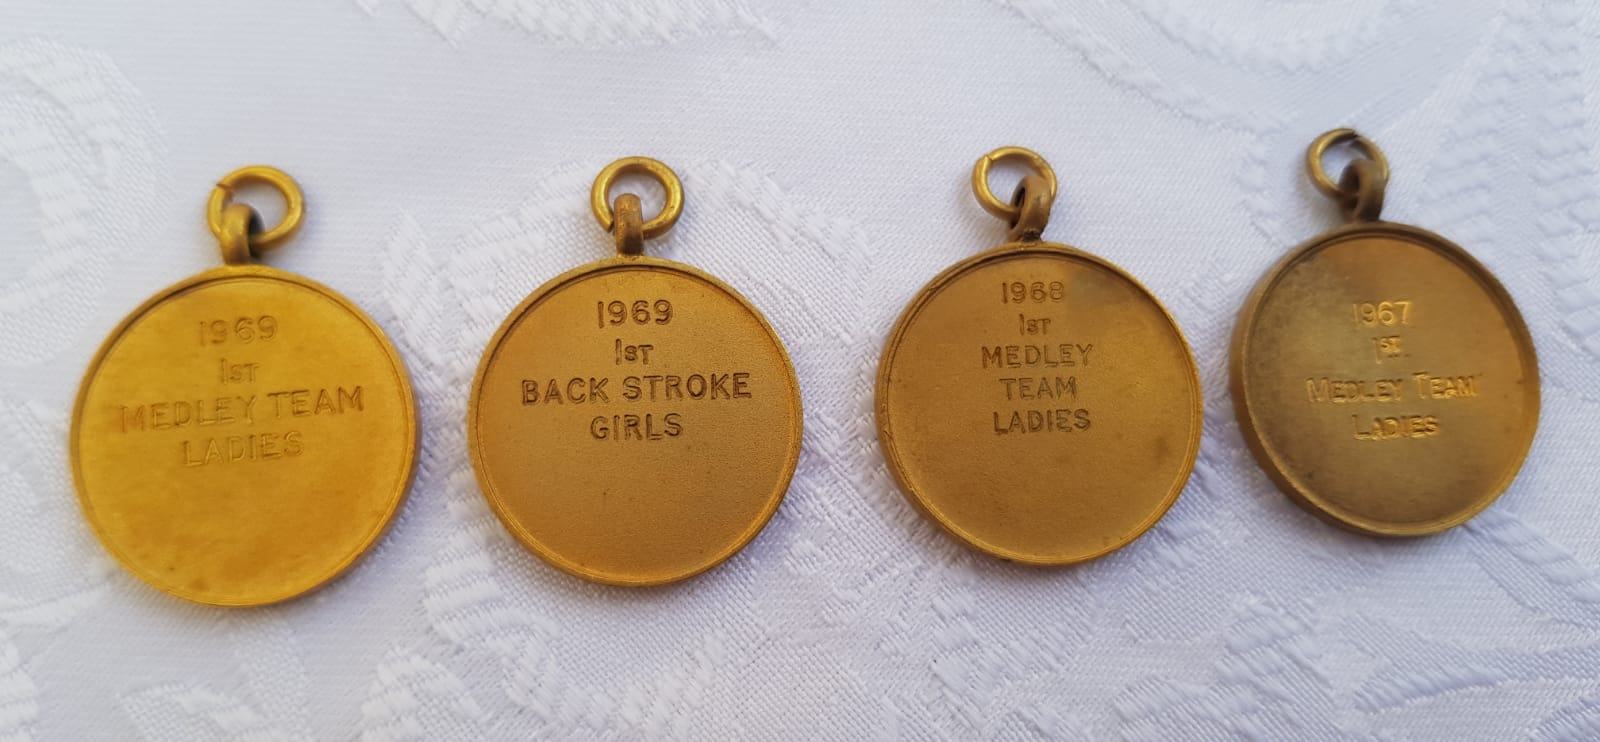 1969
1ST
MEDLEY TEAM
LADIES
1969
1ST
BACK STROKE
GIRLS
1968
1ST
MEDLEY
TEAM
LADIES
1967
1ST
MEDLEY TEAM
LADIES